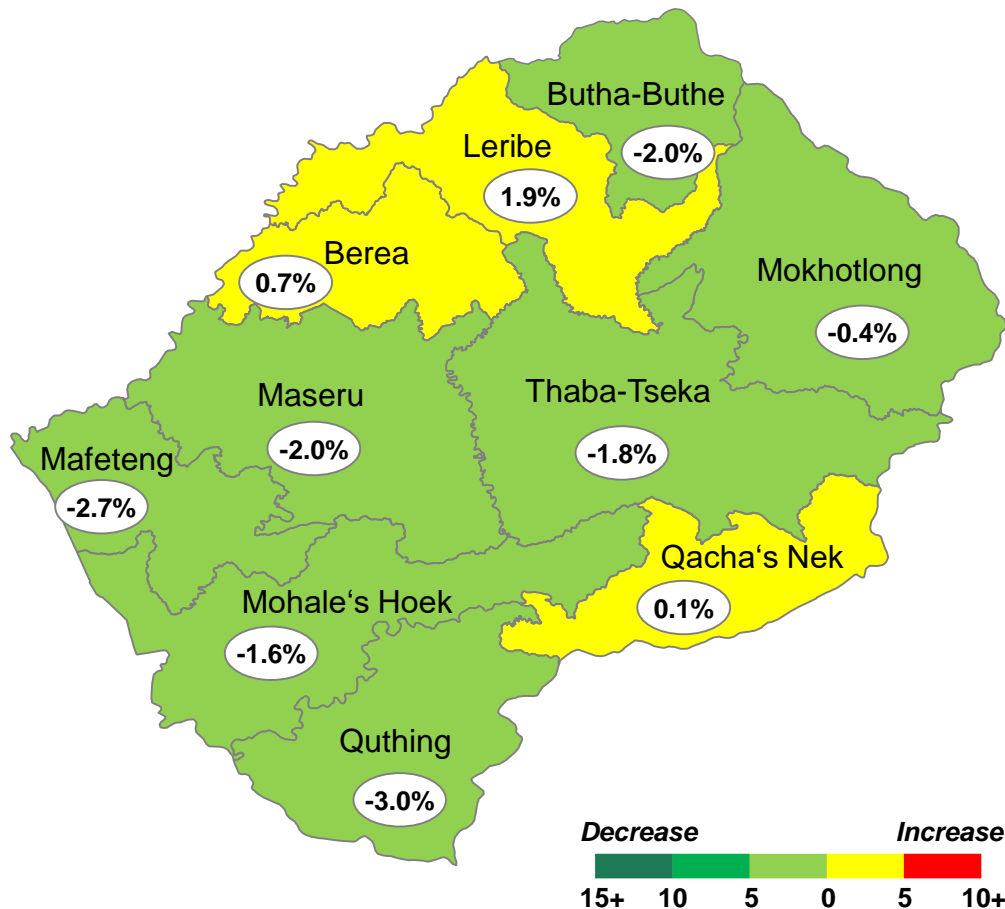 Butha-Buthe
-2.0%
Leribe
1.9%
Berea
0.7%
Mokhotlong
-0.4%
Maseru
-2.0%
Thaba-Tseka
-1.8%
Mafeteng
-2.7%
Qacha‘s Nek
0.1%
Mohale‘s Hoek
-1.6%
Quthing
-3.0%
Decrease Increase
15+ 10 5 0 5 10+